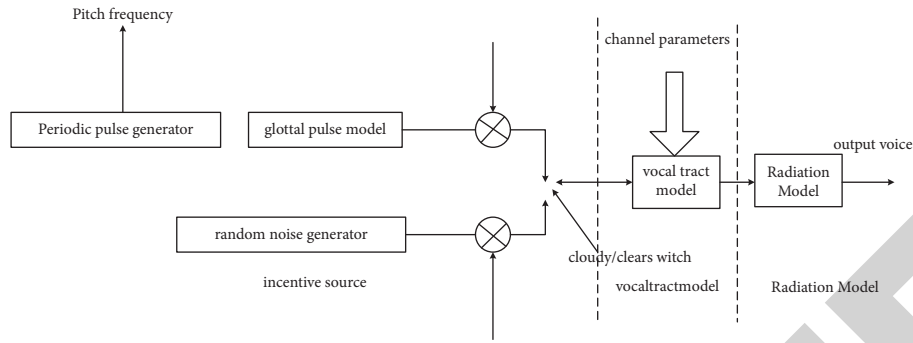 Pitch frequency
channel parameters
Periodic pulse generator
glottal pulse model
output voice
vocal tract
model
Radiation
Model
random noise generator
cloudy/clears witch
incentive source
vocaltractmodel
Radiation Model